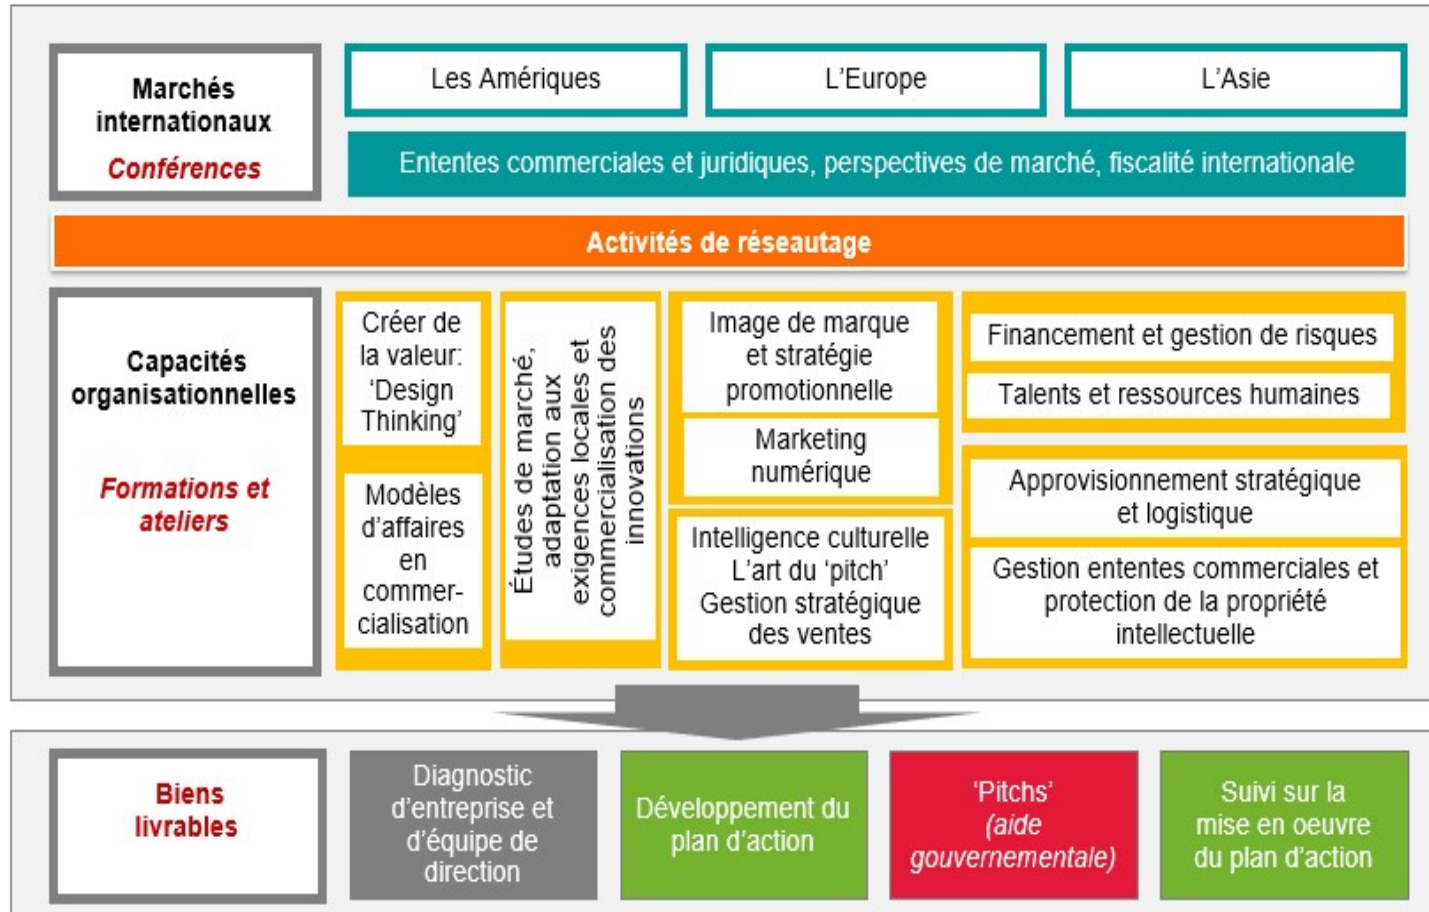 Marchés
internationaux
Conférences
Les Amériques
L'Europe
L'Asie
Ententes commerciales et juridiques, perspectives de marché, fiscalité internationale
Activités de réseautage
Capacités
organisationnelles
Formations et
ateliers
Créer de
la valeur:
'Design
Thinking'
Modèles
d'affaires
en
commer-
cialisation
Études de marché,
adaptation aux
exigences locales et
commercialisation des
innovations
Image de marque
et stratégie
promotionnelle
Marketing
numérique
Intelligence culturelle
L'art du 'pitch'
Gestion stratégique
des ventes
Financement et gestion de risques
Talents et ressources humaines
Approvisionnement stratégique
et logistique
Gestion ententes commerciales et
protection de la propriété
intellectuelle
Biens
livrables
Diagnostic
d'entreprise et
d'équipe de
direction
Développement du
plan d'action
'Pitchs'
(aide
gouvernementale)
Suivi sur la
mise en oeuvre
du plan d'action